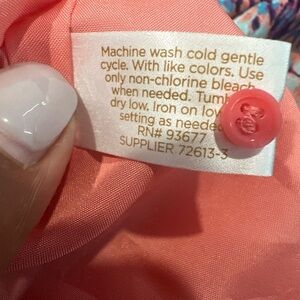 Machine wash cold gentle
cycle. With like colors. Use
only non-chlorine bleach
when needed.
dry low. Iron on low
setting as needed
RN# 93677
SUPPLIER 72613-3